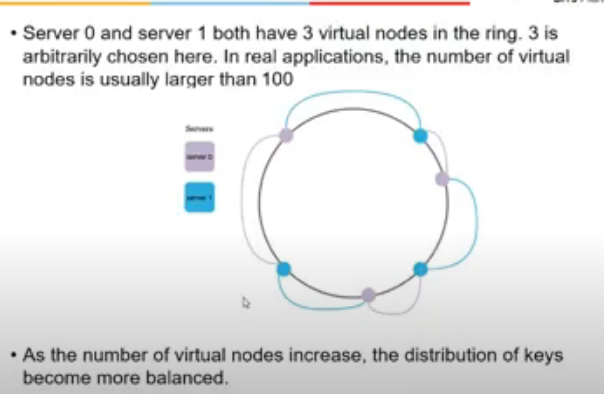 • Server 0 and server 1 both have 3 virtual nodes in the ring. 3 is
arbitrarily chosen here. In real applications, the number of virtual
nodes is usually larger than 100
Servers
server 0
server 1
• As the number of virtual nodes increase, the distribution of keys
become more balanced.